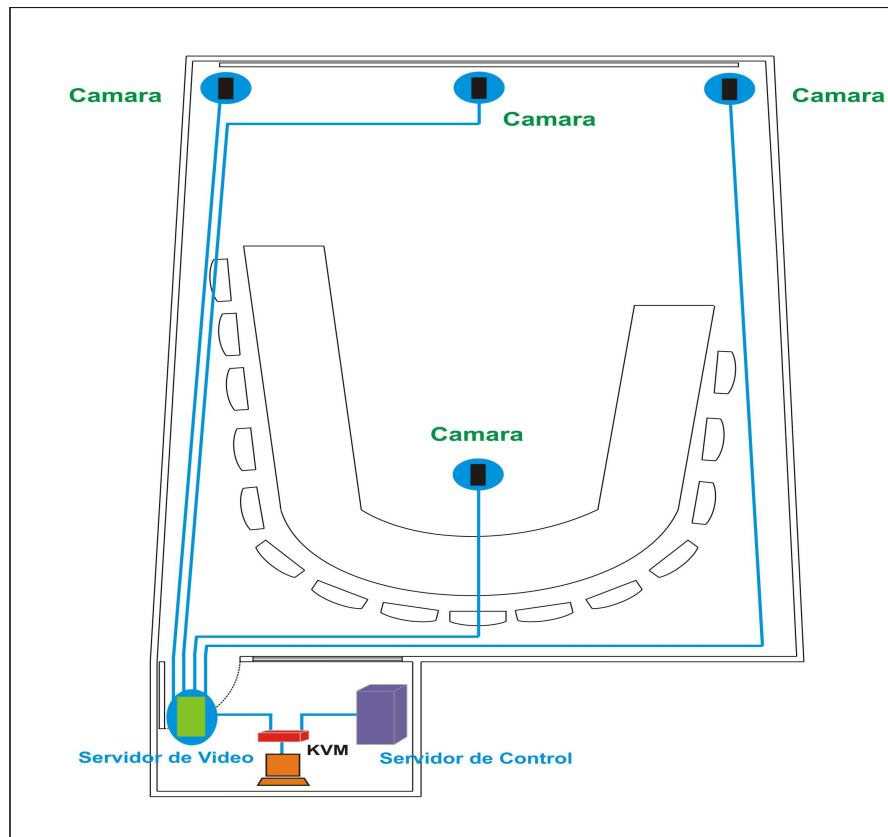 Camara
Camara
Camara
Camara
Servidor de Video
KVM
Servidor de Control